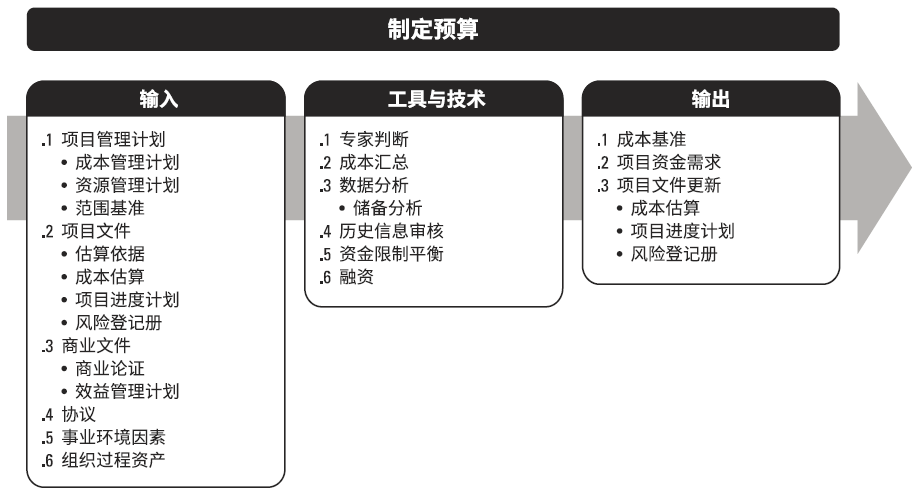 制定预算
输入
.1 项目管理计划
• 成本管理计划
• 资源管理计划
• 范围基准
.2 项目文件
• 估算依据
• 成本估算
• 项目进度计划
• 风险登记册
.3 商业文件
• 商业论证
• 效益管理计划
.4 协议
.5 事业环境因素
.6 组织过程资产
工具与技术
.1 专家判断
.2 成本汇总
.3 数据分析
• 储备分析
.4 历史信息审核
.5 资金限制平衡
.6 融资
输出
.1 成本基准
.2 项目资金需求
.3 项目文件更新
• 成本估算
• 项目进度计划
• 风险登记册